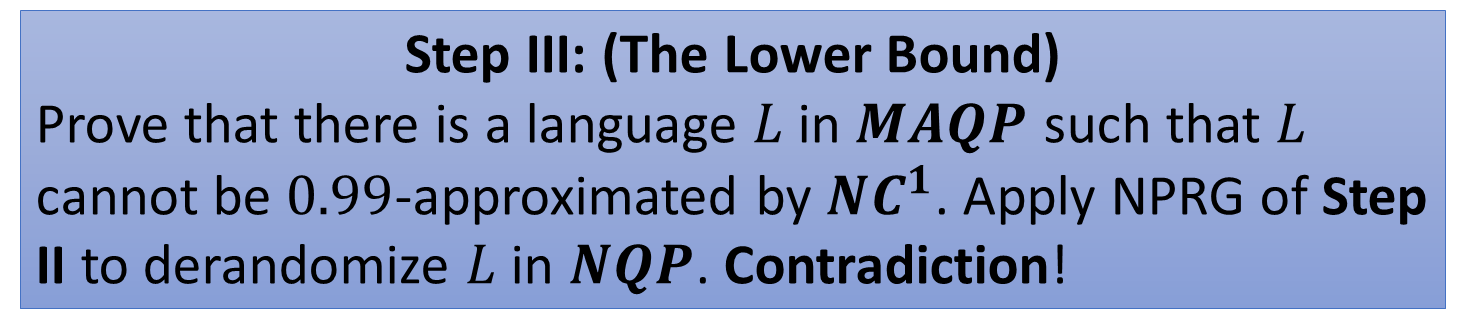 Step III: (The Lower Bound)
Prove that there is a language L in MAQP such that L
cannot be 0.99-approximated by NC¹. Apply NPRG of Step
II to derandomize L in NQP. Contradiction!